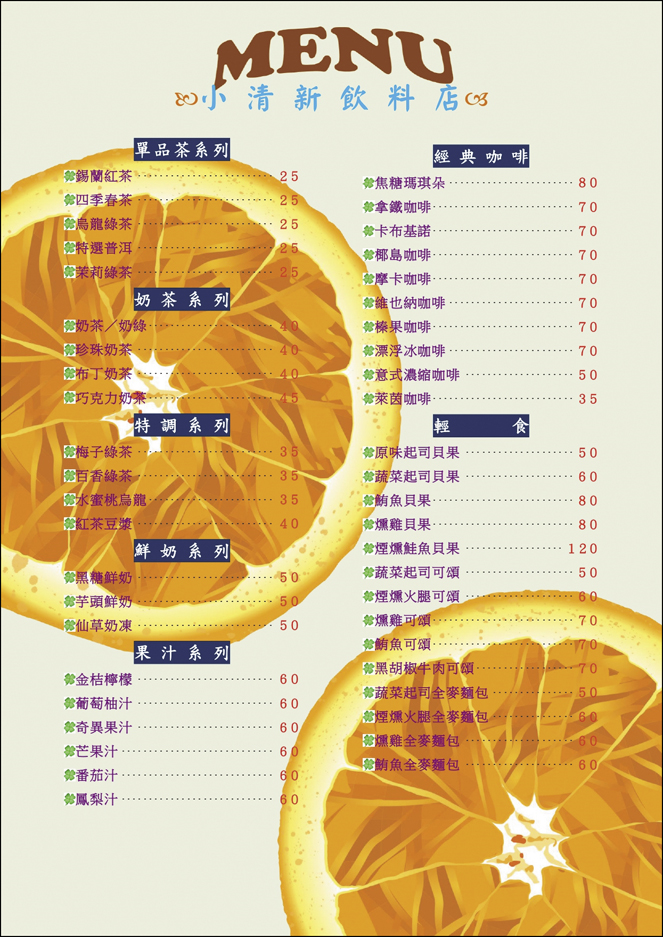 MENU
小清新飲料店
單品茶系列
錫蘭紅茶 25
四季春茶 25
烏龍綠茶 25
特選普洱 25
茉莉綠茶 25
奶茶系列
奶茶／奶綠 40
珍珠奶茶 40
布丁奶茶 40
巧克力奶茶 45
特調系列
梅子綠茶 35
百香綠茶 35
水蜜桃烏龍 35
紅茶豆漿 40
鮮奶系列
黑糖鮮奶 50
芋頭鮮奶 50
仙草奶凍 50
果汁系列
金桔檸檬 60
葡萄柚汁 60
奇異果汁 60
芒果汁 60
番茄汁 60
鳳梨汁 60
經典咖啡
焦糖瑪琪朵 80
拿鐵咖啡 70
卡布基諾 70
椰島咖啡 70
摩卡咖啡 70
維也納咖啡 70
榛果咖啡 70
漂浮冰咖啡 70
意式濃縮咖啡 50
萊茵咖啡 35
輕食
原味起司貝果 50
蔬菜起司貝果 60
鮪魚貝果 80
燻雞貝果 80
煙燻鮭魚貝果 120
蔬菜起司可頌 50
煙燻火腿可頌 60
燻雞可頌 70
鮪魚可頌 70
黑胡椒牛肉可頌 70
蔬菜起司全麥麵包 50
煙燻火腿全麥麵包 60
燻雞全麥麵包 60
鮪魚全麥麵包 60